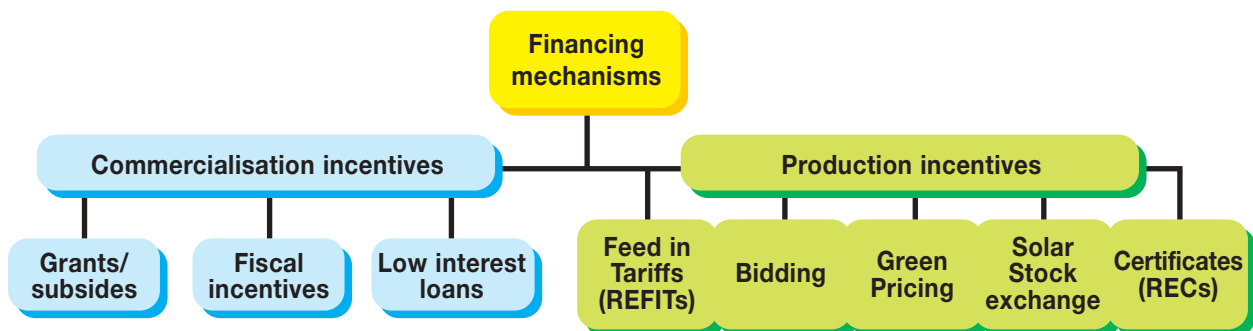 Financing
mechanisms
Commercialisation incentives
Production incentives
Grants/
subsides
Fiscal
incentives
Low interest
loans
Feed in
Tariffs
(REFITs)
Bidding
Green
Pricing
Solar
Stock
exchange
Certificates
(RECs)